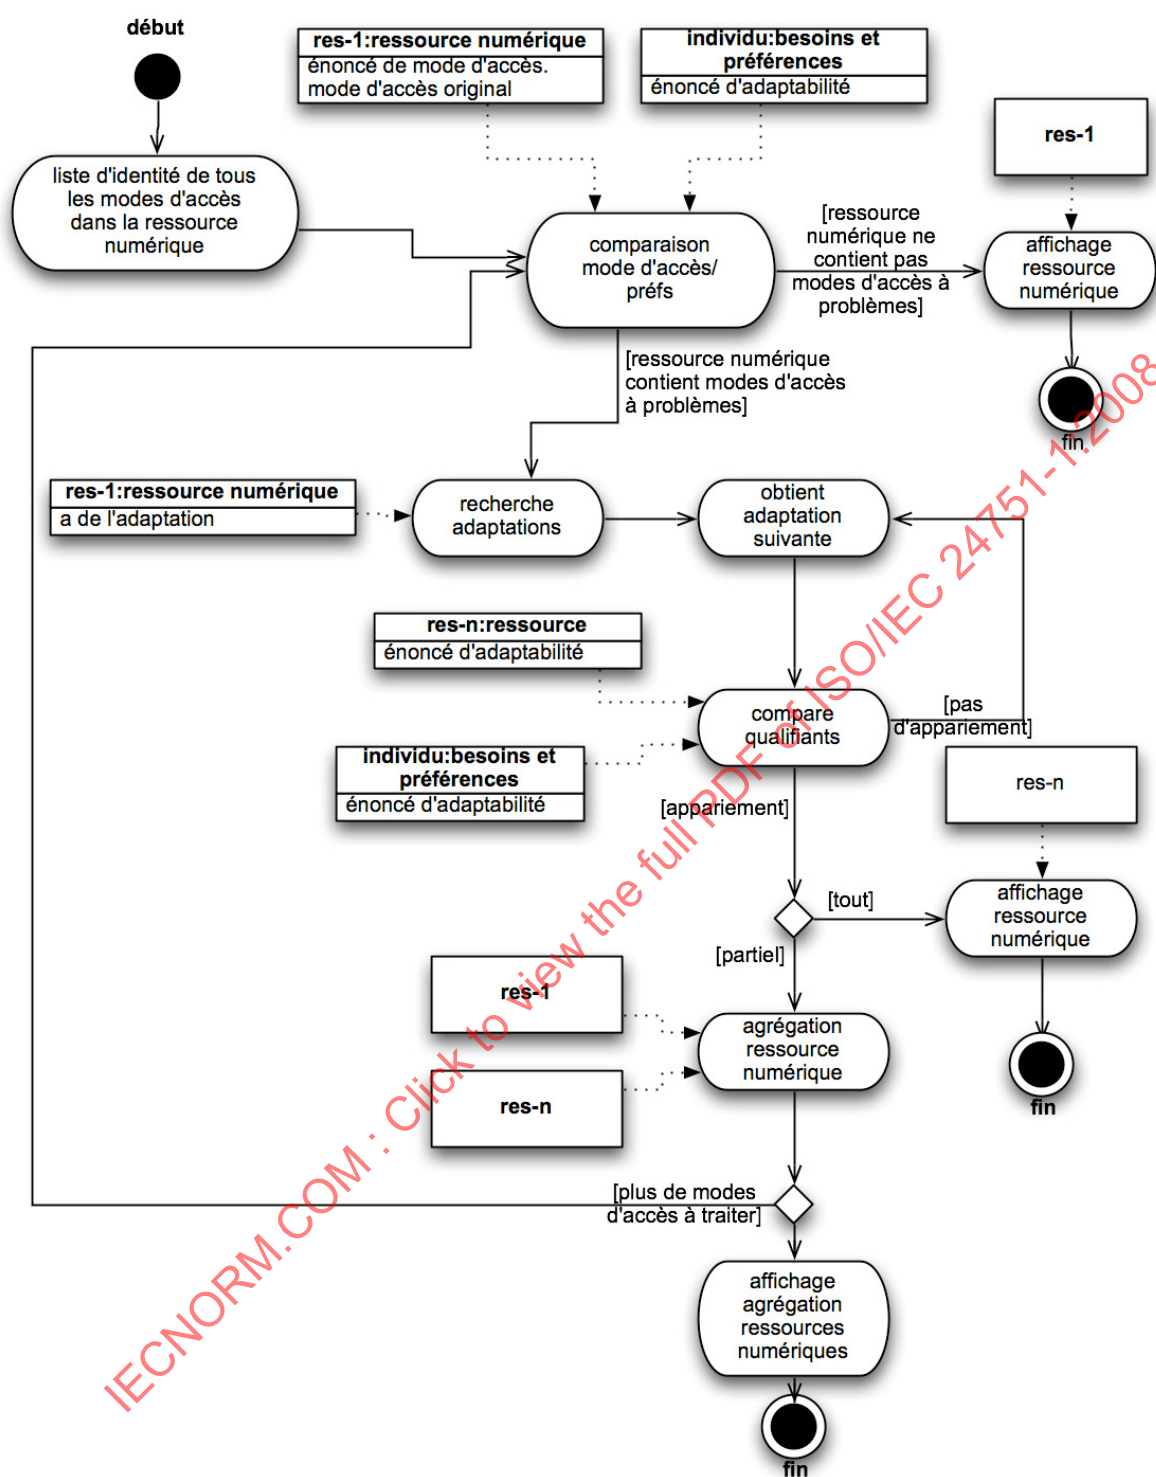 début
res-1:ressource numérique
énoncé de mode d'accès.
mode d'accès original
individu:besoins et
préférences
énoncé d'adaptabilité
res-1
liste d'identité de tous
les modes d'accès
dans la ressource
numérique
comparaison
mode d'accès/
préfs
[ressource
numérique ne
contient pas
modes d'accès à
problèmes]
affichage
ressource
numérique
fin
[ressource numérique
contient modes d'accès
à problèmes]
res-1:ressource numérique
a de l'adaptation
recherche
adaptations
obtient
adaptation
suivante
res-n:ressource
énoncé d'adaptabilité
compare
qualifiants
[pas
d'appariement]
individu:besoins et
préférences
énoncé d'adaptabilité
[appariement]
res-n
[tout]
affichage
ressource
numérique
fin
[partiel]
res-1
res-n
agrégation
ressource
numérique
[plus de modes
d'accès à traiter]
affichage
agrégation
ressources
numériques
fin
IECNORM.COM : Click to view the full PDF of ISO/IEC 24751-1:2008